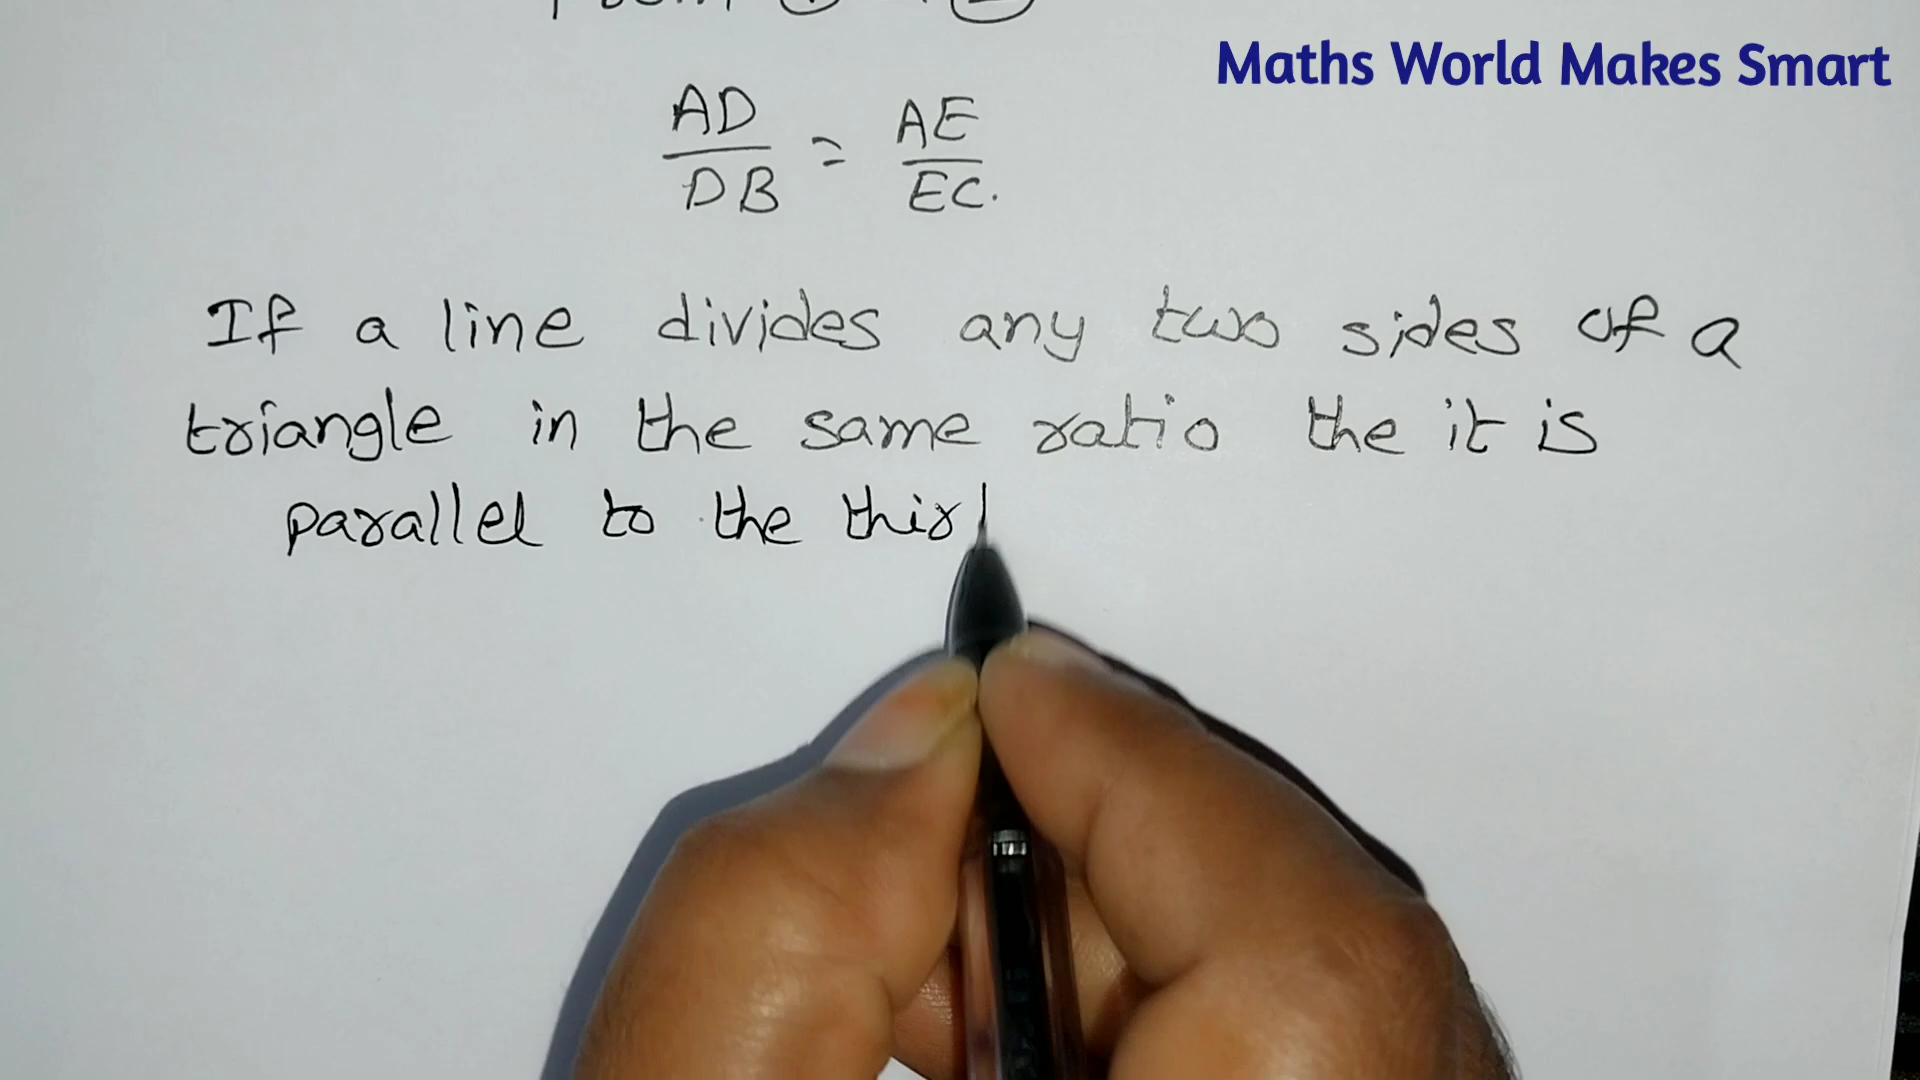 Maths World Makes Smart
AD/DB = AE/EC.
If a line divides any two sides of a
triangle in the same ratio the it is
parallel to the thir